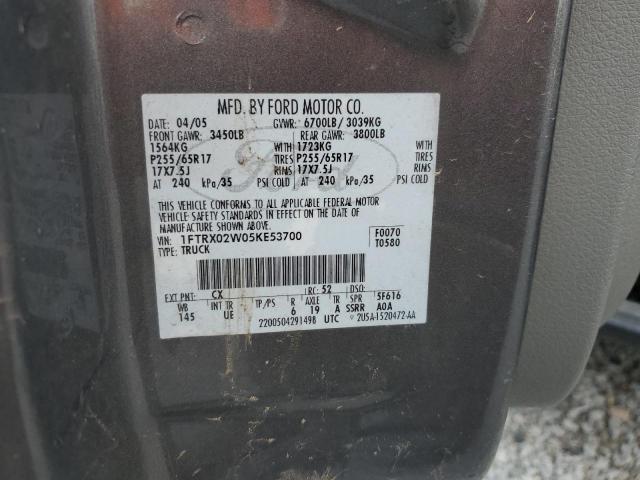 MFD. BY FORD MOTOR CO.
DATE: 04/05 GVWR: 6700LB/ 3039KG
FRONT GAWR: 3450LB REAR GAWR: 3800LB
1564KG WITH 1723KG WITH
P255/65R17 TIRES P255/65R17 TIRES
17X7.5J RIMS 17X7.5J RIMS
AT 240 kPa/35 PSI COLD AT 240 kPa/35 PSI COLD
Ford
THIS VEHICLE CONFORMS TO ALL APPLICABLE FEDERAL MOTOR
VEHICLE SAFETY STANDARDS IN EFFECT ON THE DATE OF
MANUFACTURE SHOWN ABOVE.
VIN: 1FTRX02W05KE53700 F0070
TYPE: TRUCK T0580
EXT PNT: CX RC: 52 DSO:
WB INT TR TP/PS R AXLE TR SPR 5F616
145 UE 6 19 A SSRR A0A
2200504291498 UTC 2U5A-1520472-AA